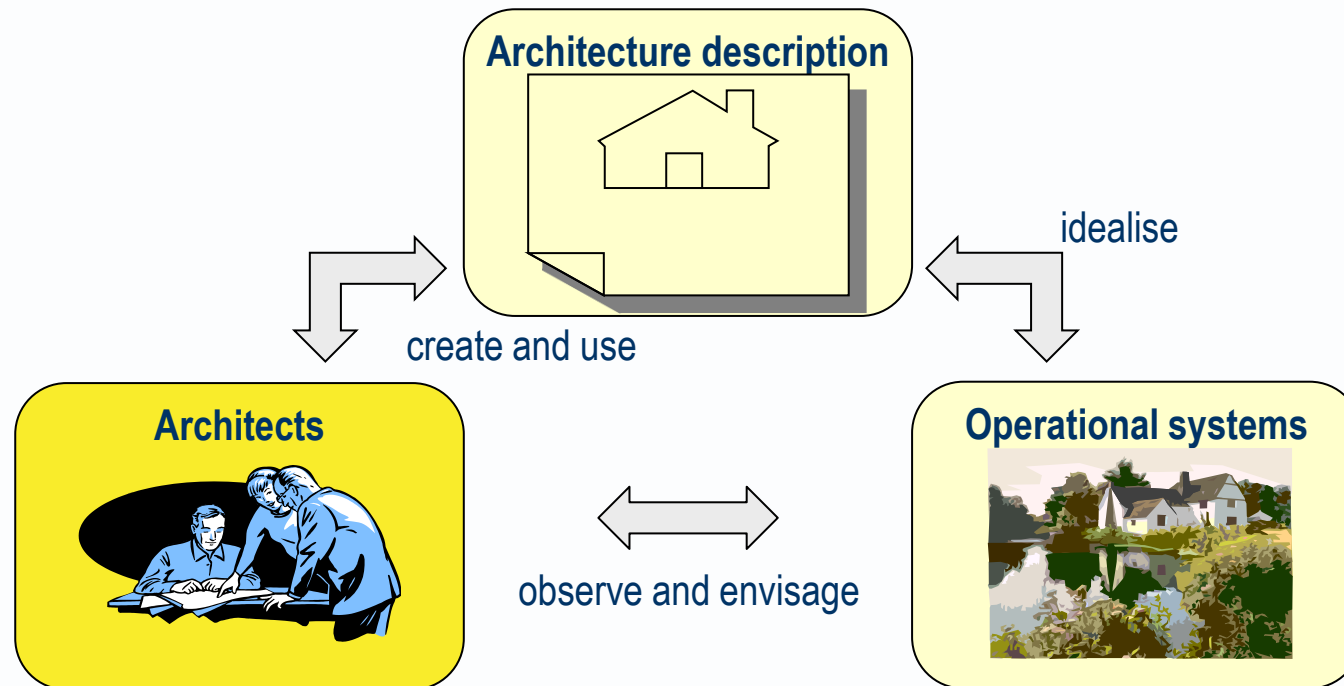 Architecture description
idealise
create and use
Architects
Operational systems
observe and envisage